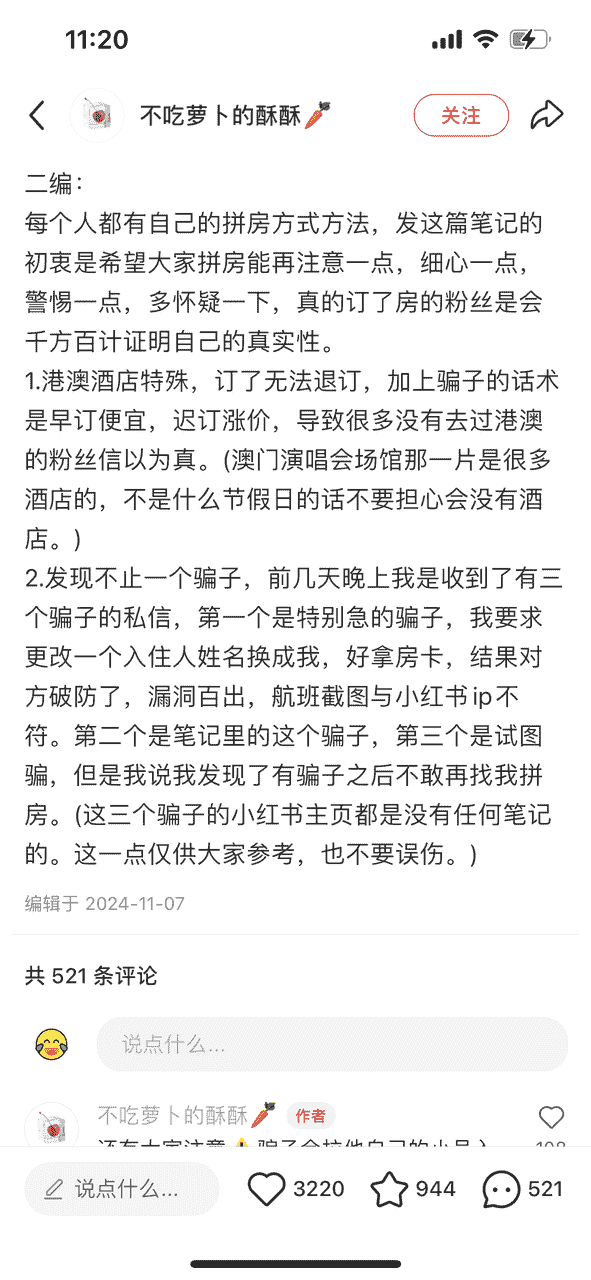 11:20
不吃萝卜的酥酥🥕
关注
二编：
每个人都有自己的拼房方式方法，发这篇笔记的
初衷是希望大家拼房能再注意一点，细心一点，
警惕一点，多怀疑一下，真的订了房的粉丝是会
千方百计证明自己的真实性。
1.港澳酒店特殊，订了无法退订，加上骗子的话术
是早订便宜，迟订涨价，导致很多没有去过港澳
的粉丝信以为真。(澳门演唱会场馆那一片是很多
酒店的，不是什么节假日的话不要担心会没有酒
店。)
2.发现不止一个骗子，前几天晚上我是收到了有三
个骗子的私信，第一个是特别急的骗子，我要求
更改一个入住人姓名换成我，好拿房卡，结果对
方破防了，漏洞百出，航班截图与小红书ip不
符。第二个是笔记里的这个骗子，第三个是试图
骗，但是我说我发现了有骗子之后不敢再找我拼
房。(这三个骗子的小红书主页都是没有任何笔记
的。这一点仅供大家参考，也不要误伤。)
编辑于 2024-11-07
共 521 条评论
说点什么...
不吃萝卜的酥酥🥕 作者
说点什么...
3220
944
521